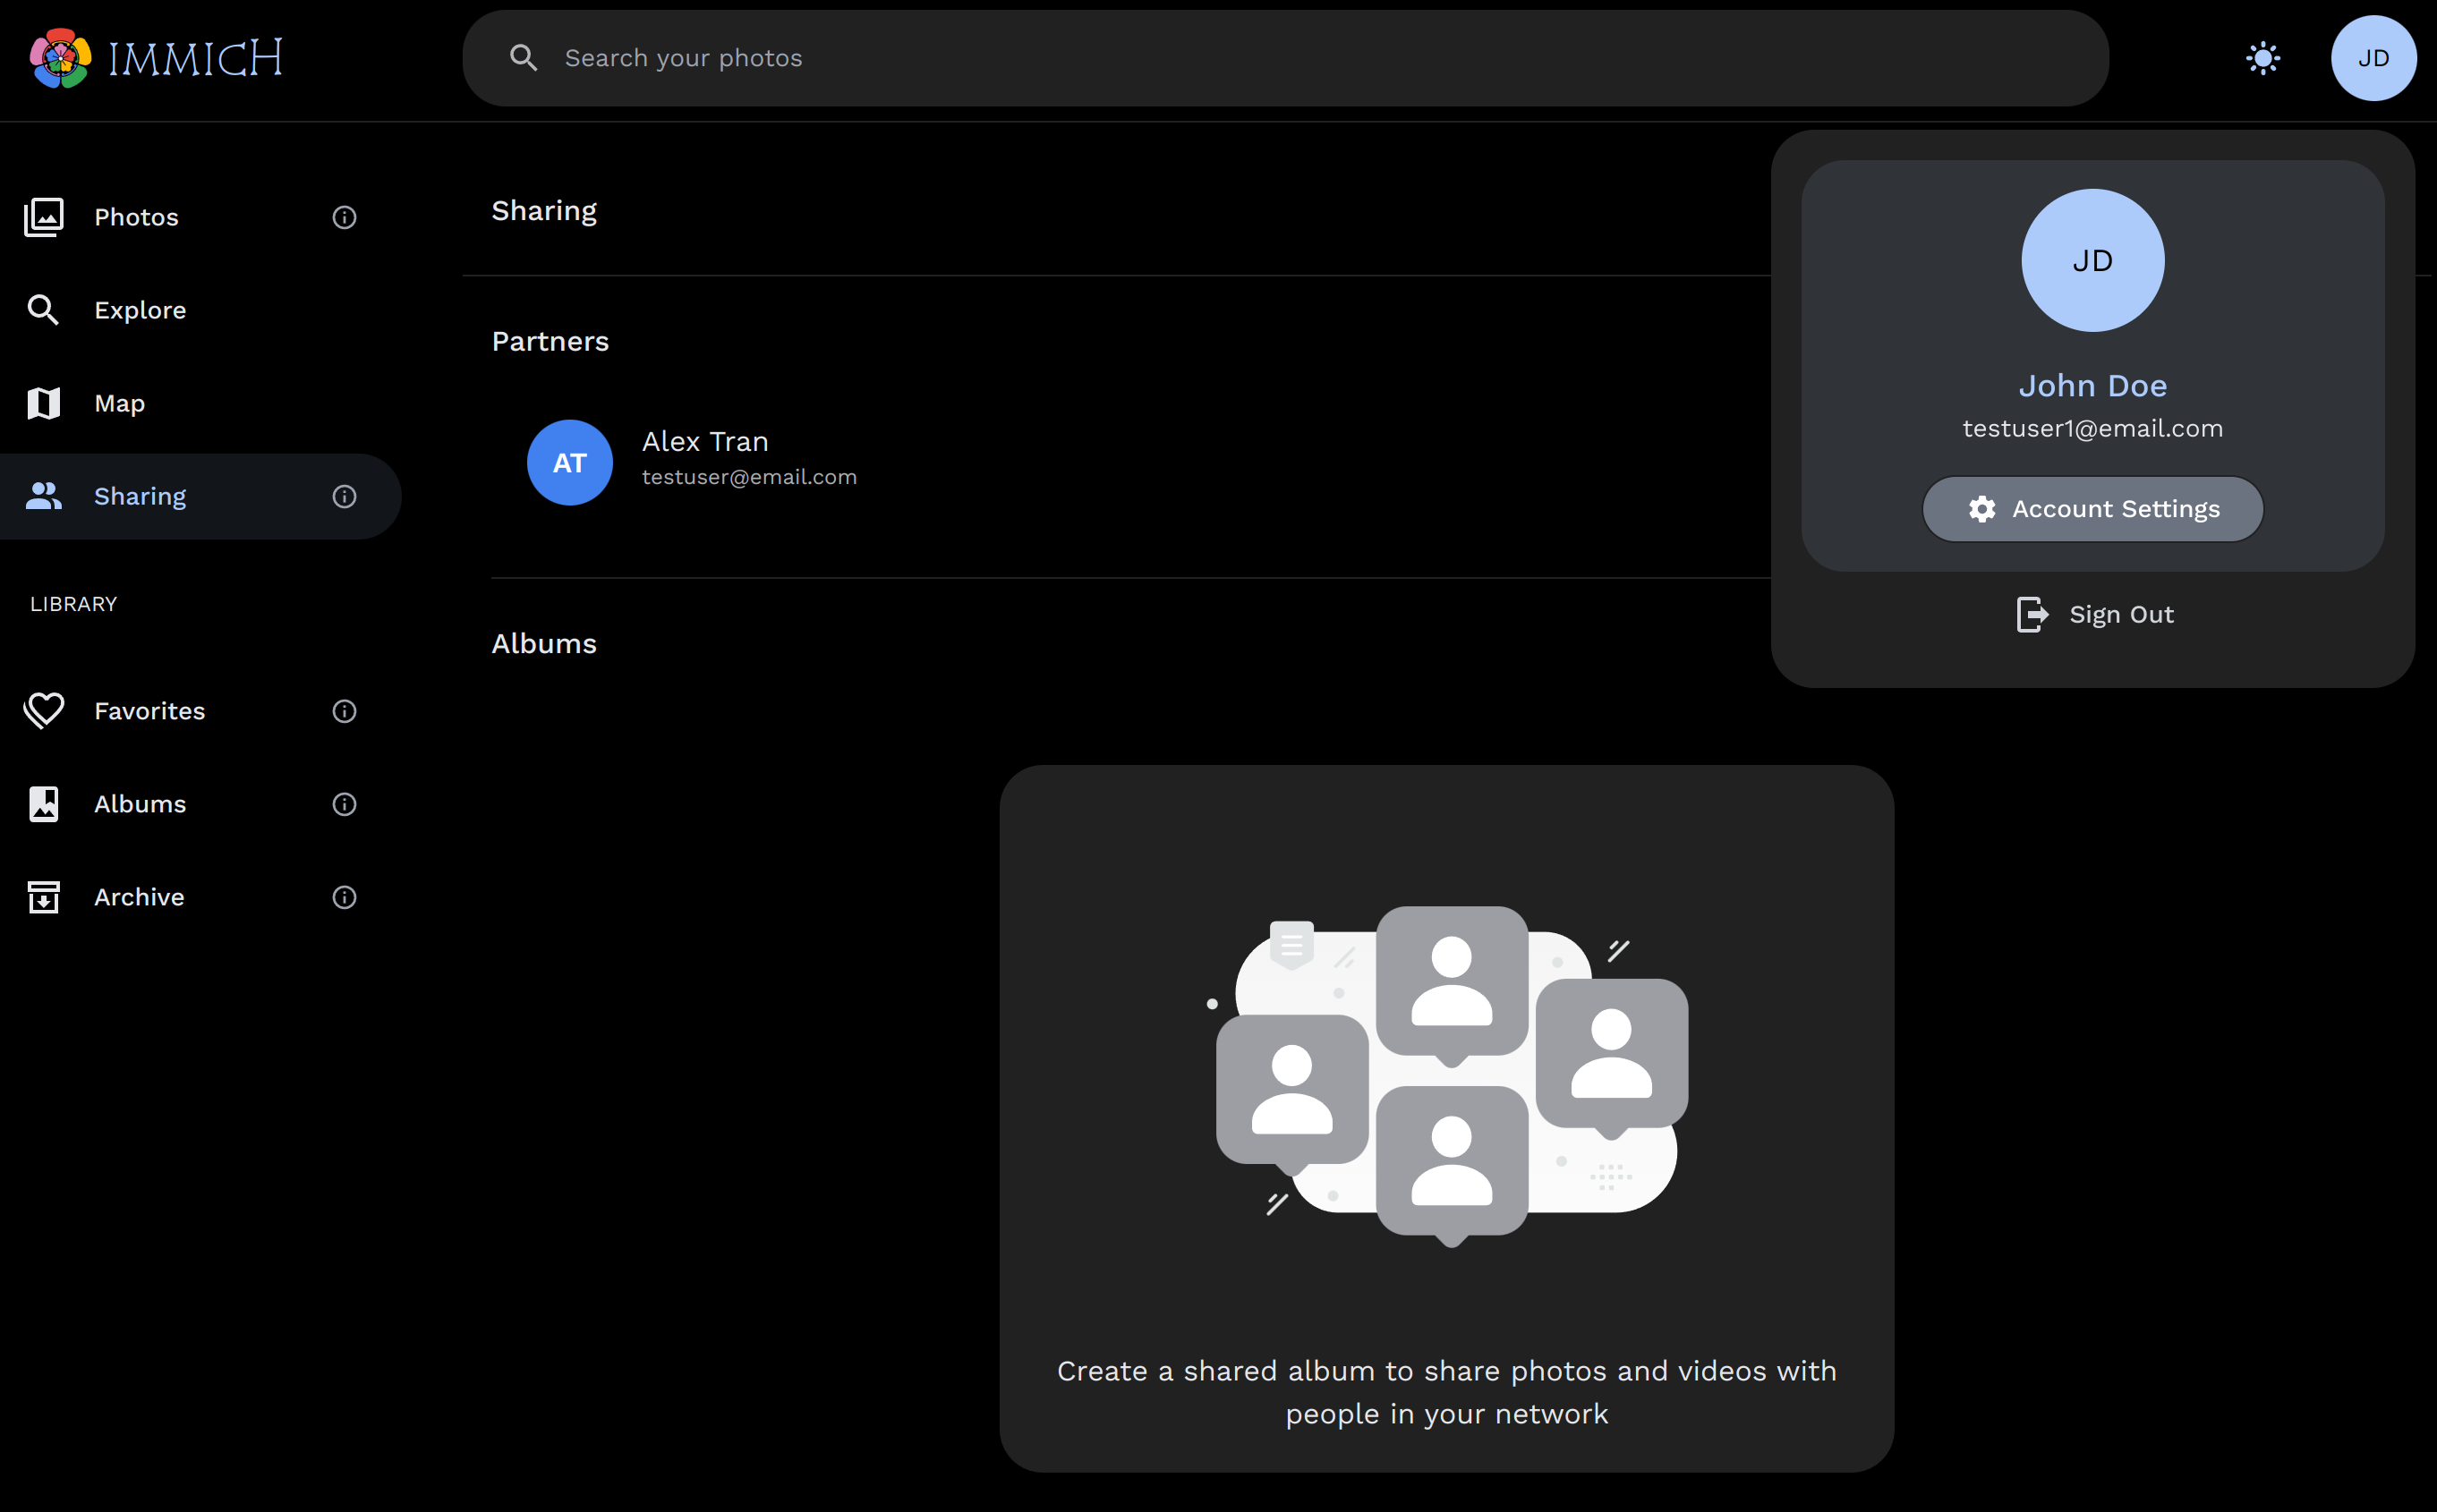 IMMICH
Search your photos
JD
Photos
Explore
Map
Sharing
LIBRARY
Favorites
Albums
Archive
Sharing
Partners
AT
Alex Tran
testuser@email.com
Albums
JD
John Doe
testuser1@email.com
Account Settings
Sign Out
Create a shared album to share photos and videos with
people in your network